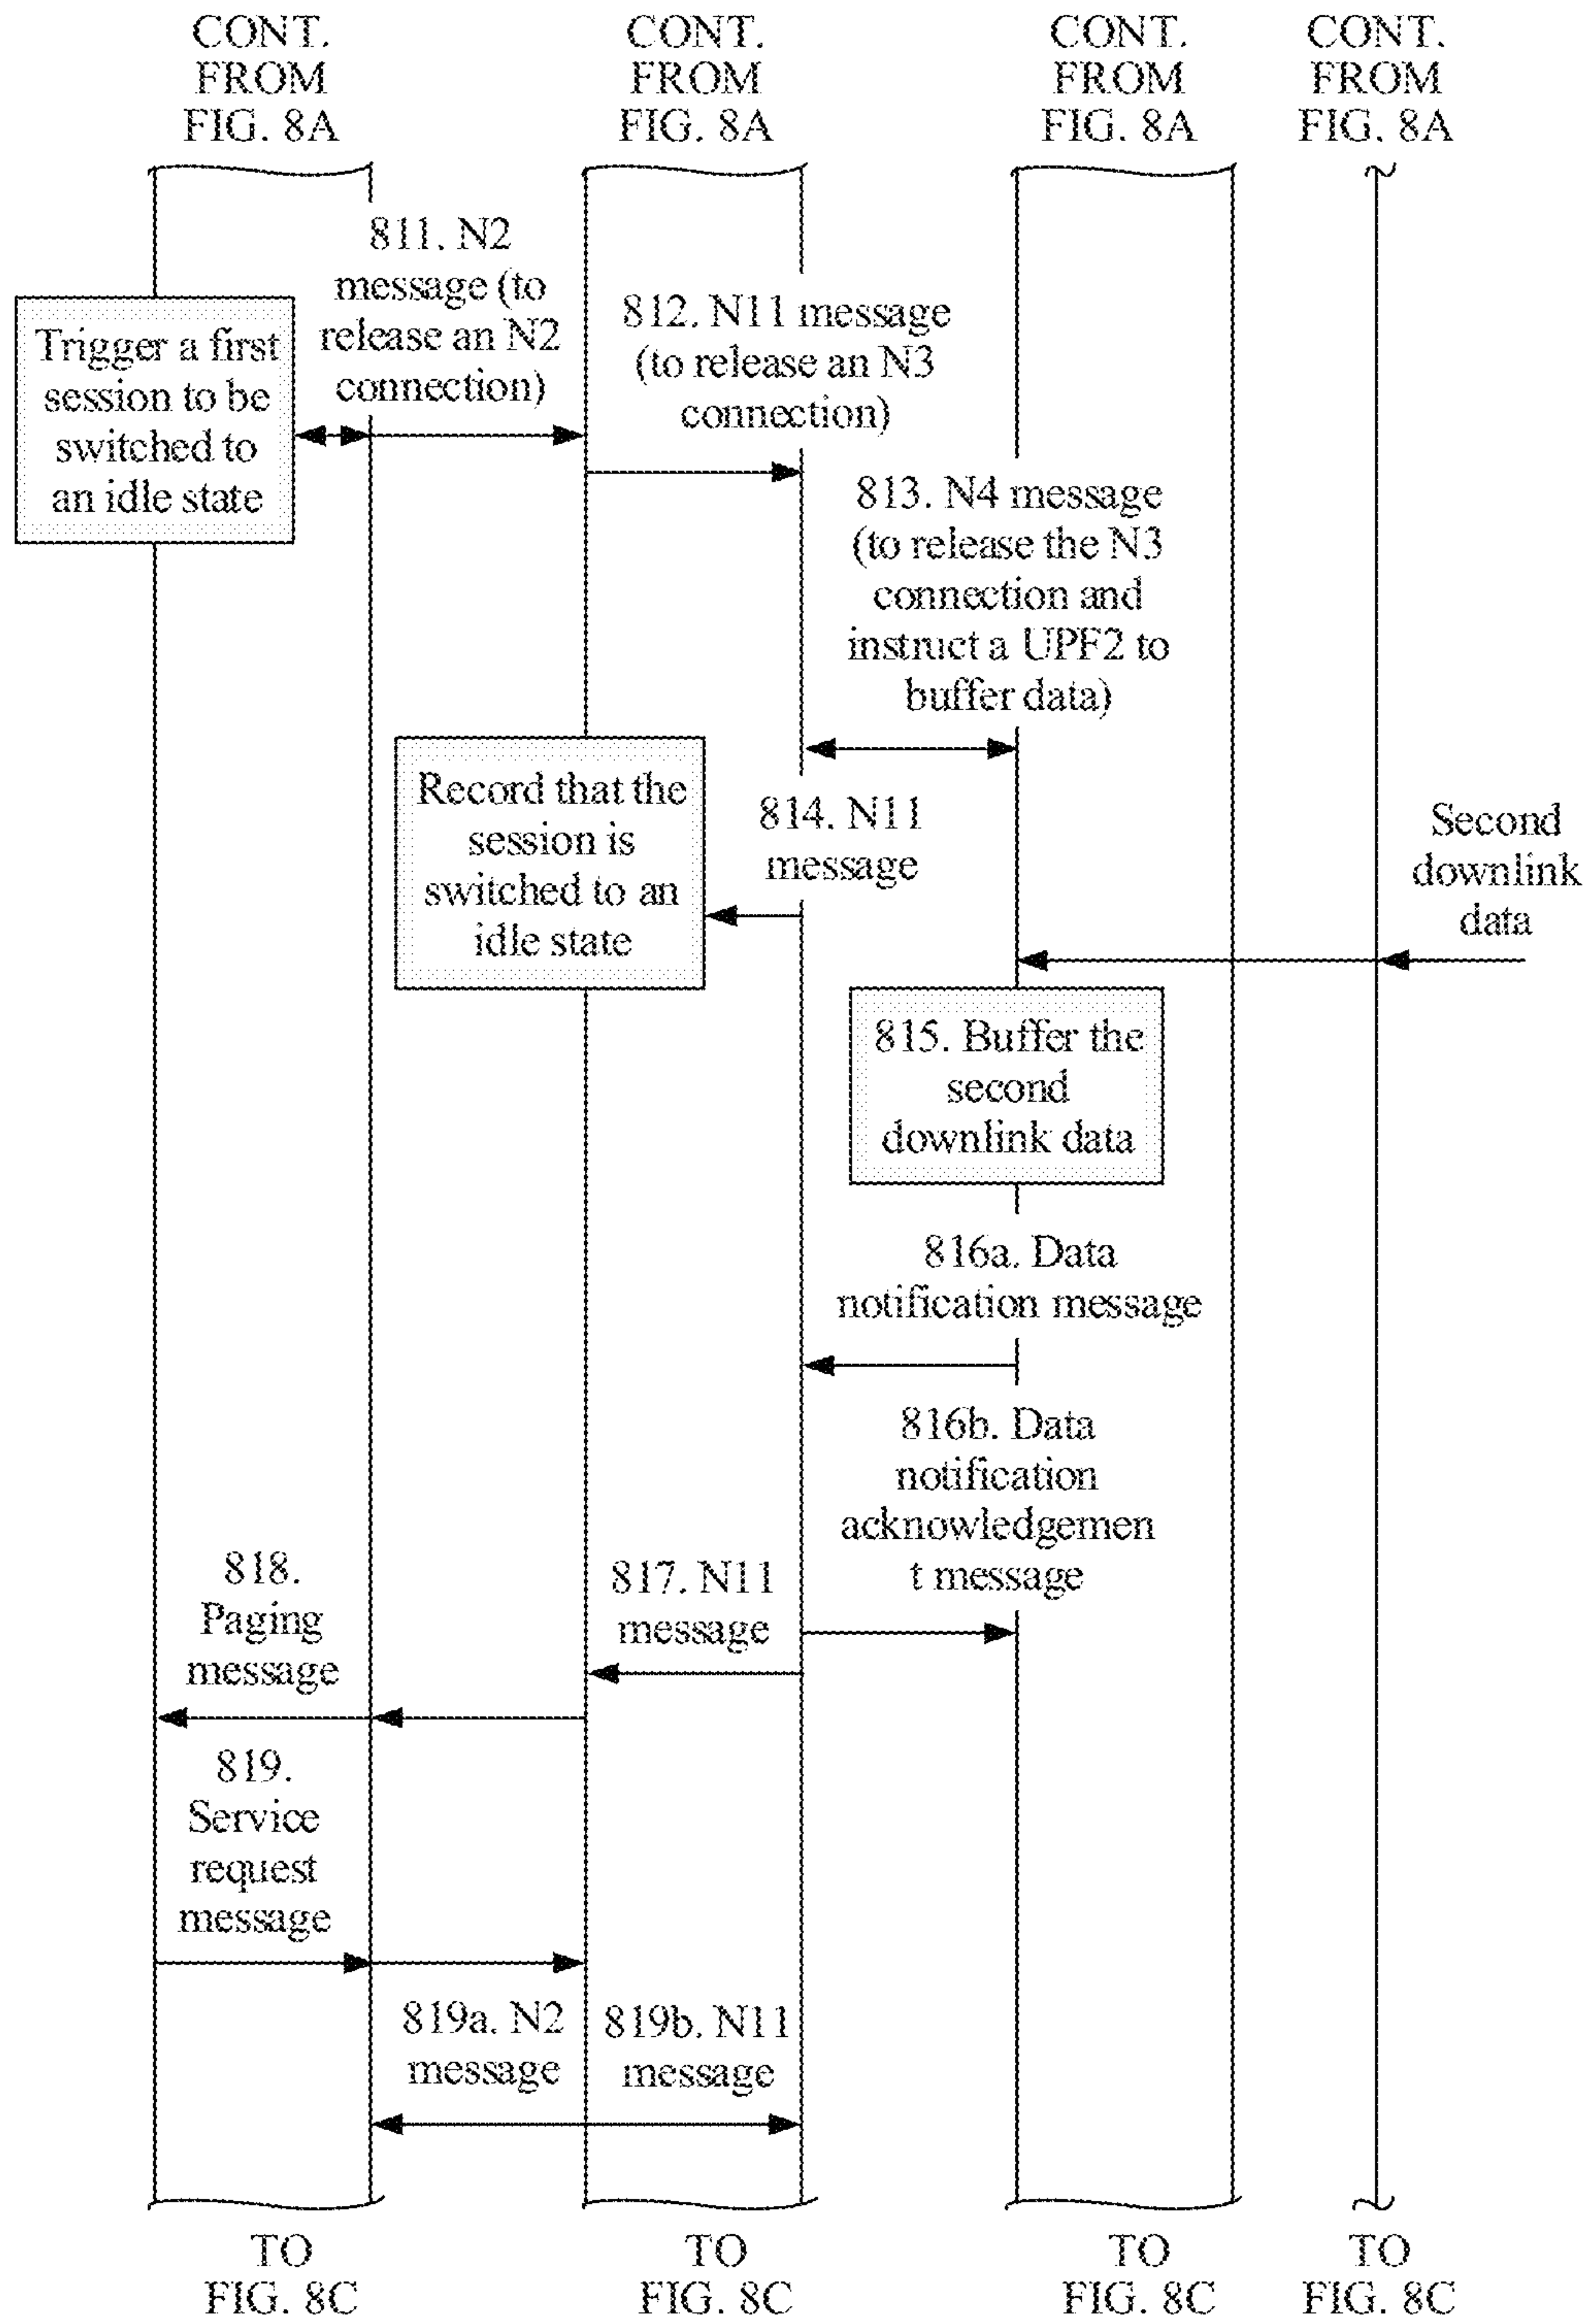 CONT.
FROM
FIG. 8A
CONT.
FROM
FIG. 8A
CONT.
FROM
FIG. 8A
CONT.
FROM
FIG. 8A
811. N2
message (to
release an N2
connection)
Trigger a first
session to be
switched to
an idle state
812. N11 message
(to release an N3
connection)
813. N4 message
(to release the N3
connection and
instruct a UPF2 to
buffer data)
Record that the
session is
switched to an
idle state
814. N11
message
Second
downlink
data
815. Buffer the
second
downlink data
816a. Data
notification message
816b. Data
notification
acknowledgemen
t message
817. N11
message
818.
Paging
message
819.
Service
request
message
819a. N2
message
819b. N11
message
TO
FIG. 8C
TO
FIG. 8C
TO
FIG. 8C
TO
FIG. 8C